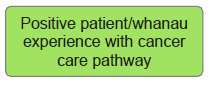 Positive patient/whanau
experience with cancer
care pathway